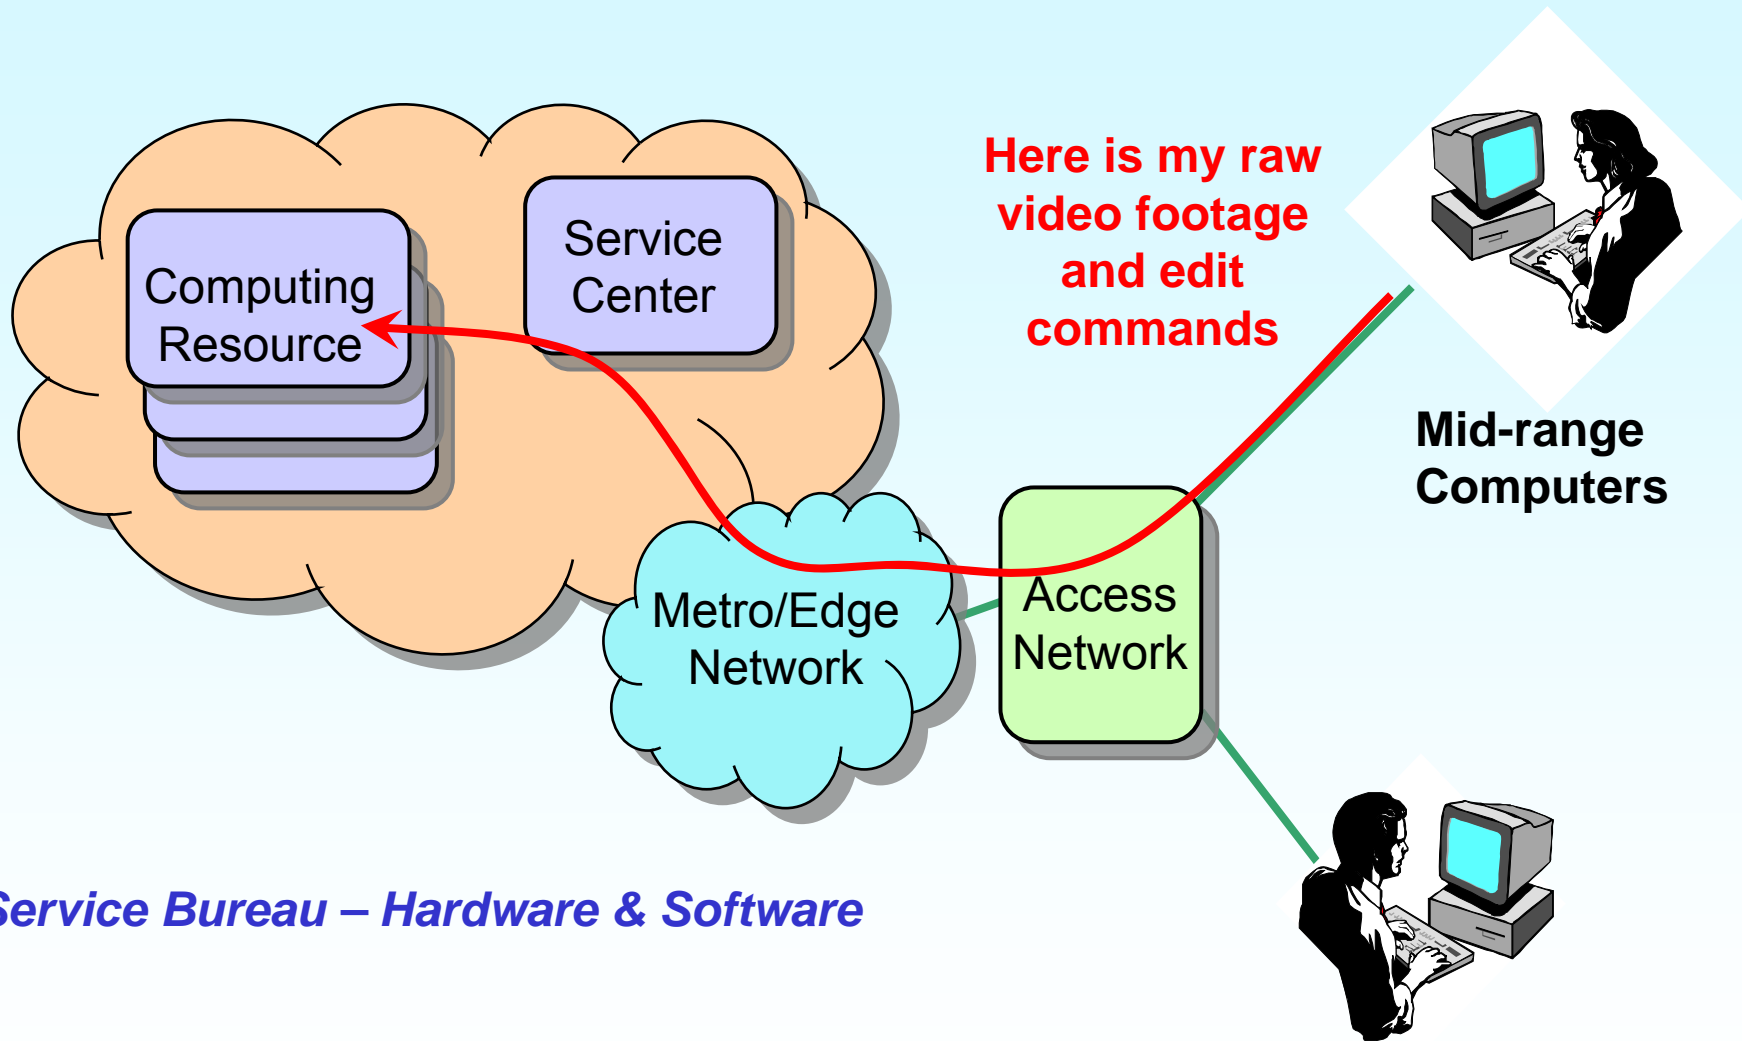 Here is my raw
video footage
and edit
commands
Service
Center
Computing
Resource
Mid-range
Computers
Access
Network
Metro/Edge
Network
Service Bureau – Hardware & Software